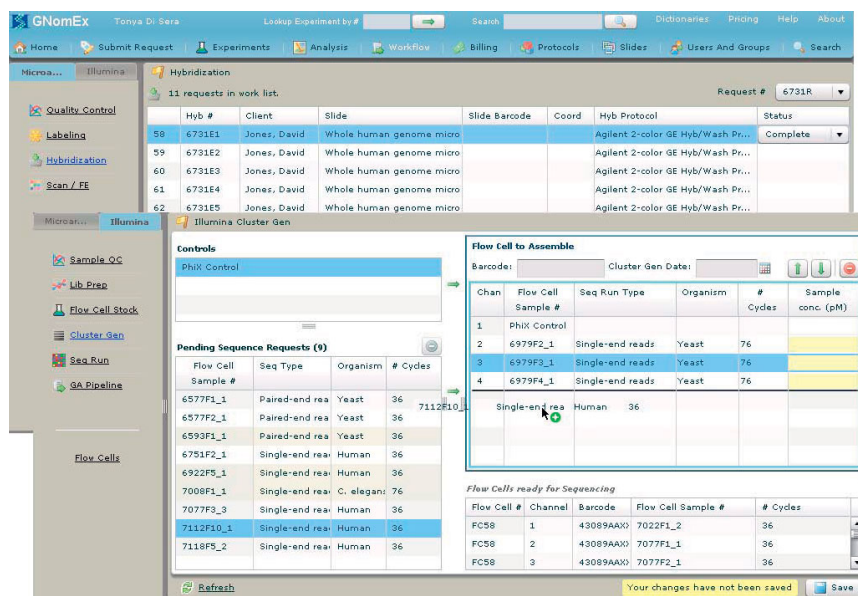 GNomEx Tonya Di Sera Lookup Experiment by # Search Dictionaries Pricing Help About
Home Submit Request Experiments Analysis Workflow Billing Protocols Slides Users And Groups Search
Microa... Illumina Hybridization
11 requests in work list. Request # 6731R
Quality Control
Labeling
Hybridization
Scan / FE
Hyb # Client Slide Slide Barcode Coord Hyb Protocol Status
58 6731E1 Jones, David Whole human genome micro Agilent 2-color GE Hyb/Wash Pr... Complete
59 6731E2 Jones, David Whole human genome micro Agilent 2-color GE Hyb/Wash Pr...
60 6731E3 Jones, David Whole human genome micro Agilent 2-color GE Hyb/Wash Pr...
61 6731E4 Jones, David Whole human genome micro Agilent 2-color GE Hyb/Wash Pr...
62 6731E5 Jones, David Whole human genome micro Agilent 2-color GE Hyb/Wash Pr...
Microar... Illumina Illumina Cluster Gen
Sample QC
Lib Prep
Flow Cell Stock
Cluster Gen
Seq Run
GA Pipeline
Flow Cells
Controls
PhiX Control
Pending Sequence Requests (9)
Flow Cell Sample # Seq Type Organism # Cycles
6577F1_1 Paired-end rea Yeast 36
6577F2_1 Paired-end rea Yeast 36
6593F1_1 Paired-end rea Yeast 36
6751F2_1 Single-end rea Human 36
6922F5_1 Single-end rea Human 36
7008F1_1 Single-end rea C. elegans 76
7077F3_3 Single-end rea Human 36
7112F10_1 Single-end rea Human 36
7118F5_2 Single-end rea Human 36
Refresh
Flow Cell to Assemble
Barcode: Cluster Gen Date:
Chan Flow Cell Sample # Seq Run Type Organism # Cycles Sample conc. (pM)
1 PhiX Control
2 6979F2_1 Single-end reads Yeast 76
3 6979F3_1 Single-end reads Yeast 76
4 6979F4_1 Single-end reads Yeast 76
7112F10_1 Single-end rea Human 36
Flow Cells ready for Sequencing
Flow Cell # Channel Barcode Flow Cell Sample # # Cycles
FC58 1 43089AAX 7022F1_2 36
FC58 2 43089AAX 7077F1_1 36
FC58 3 43089AAX 7077F2_1 36
Your changes have not been saved Save